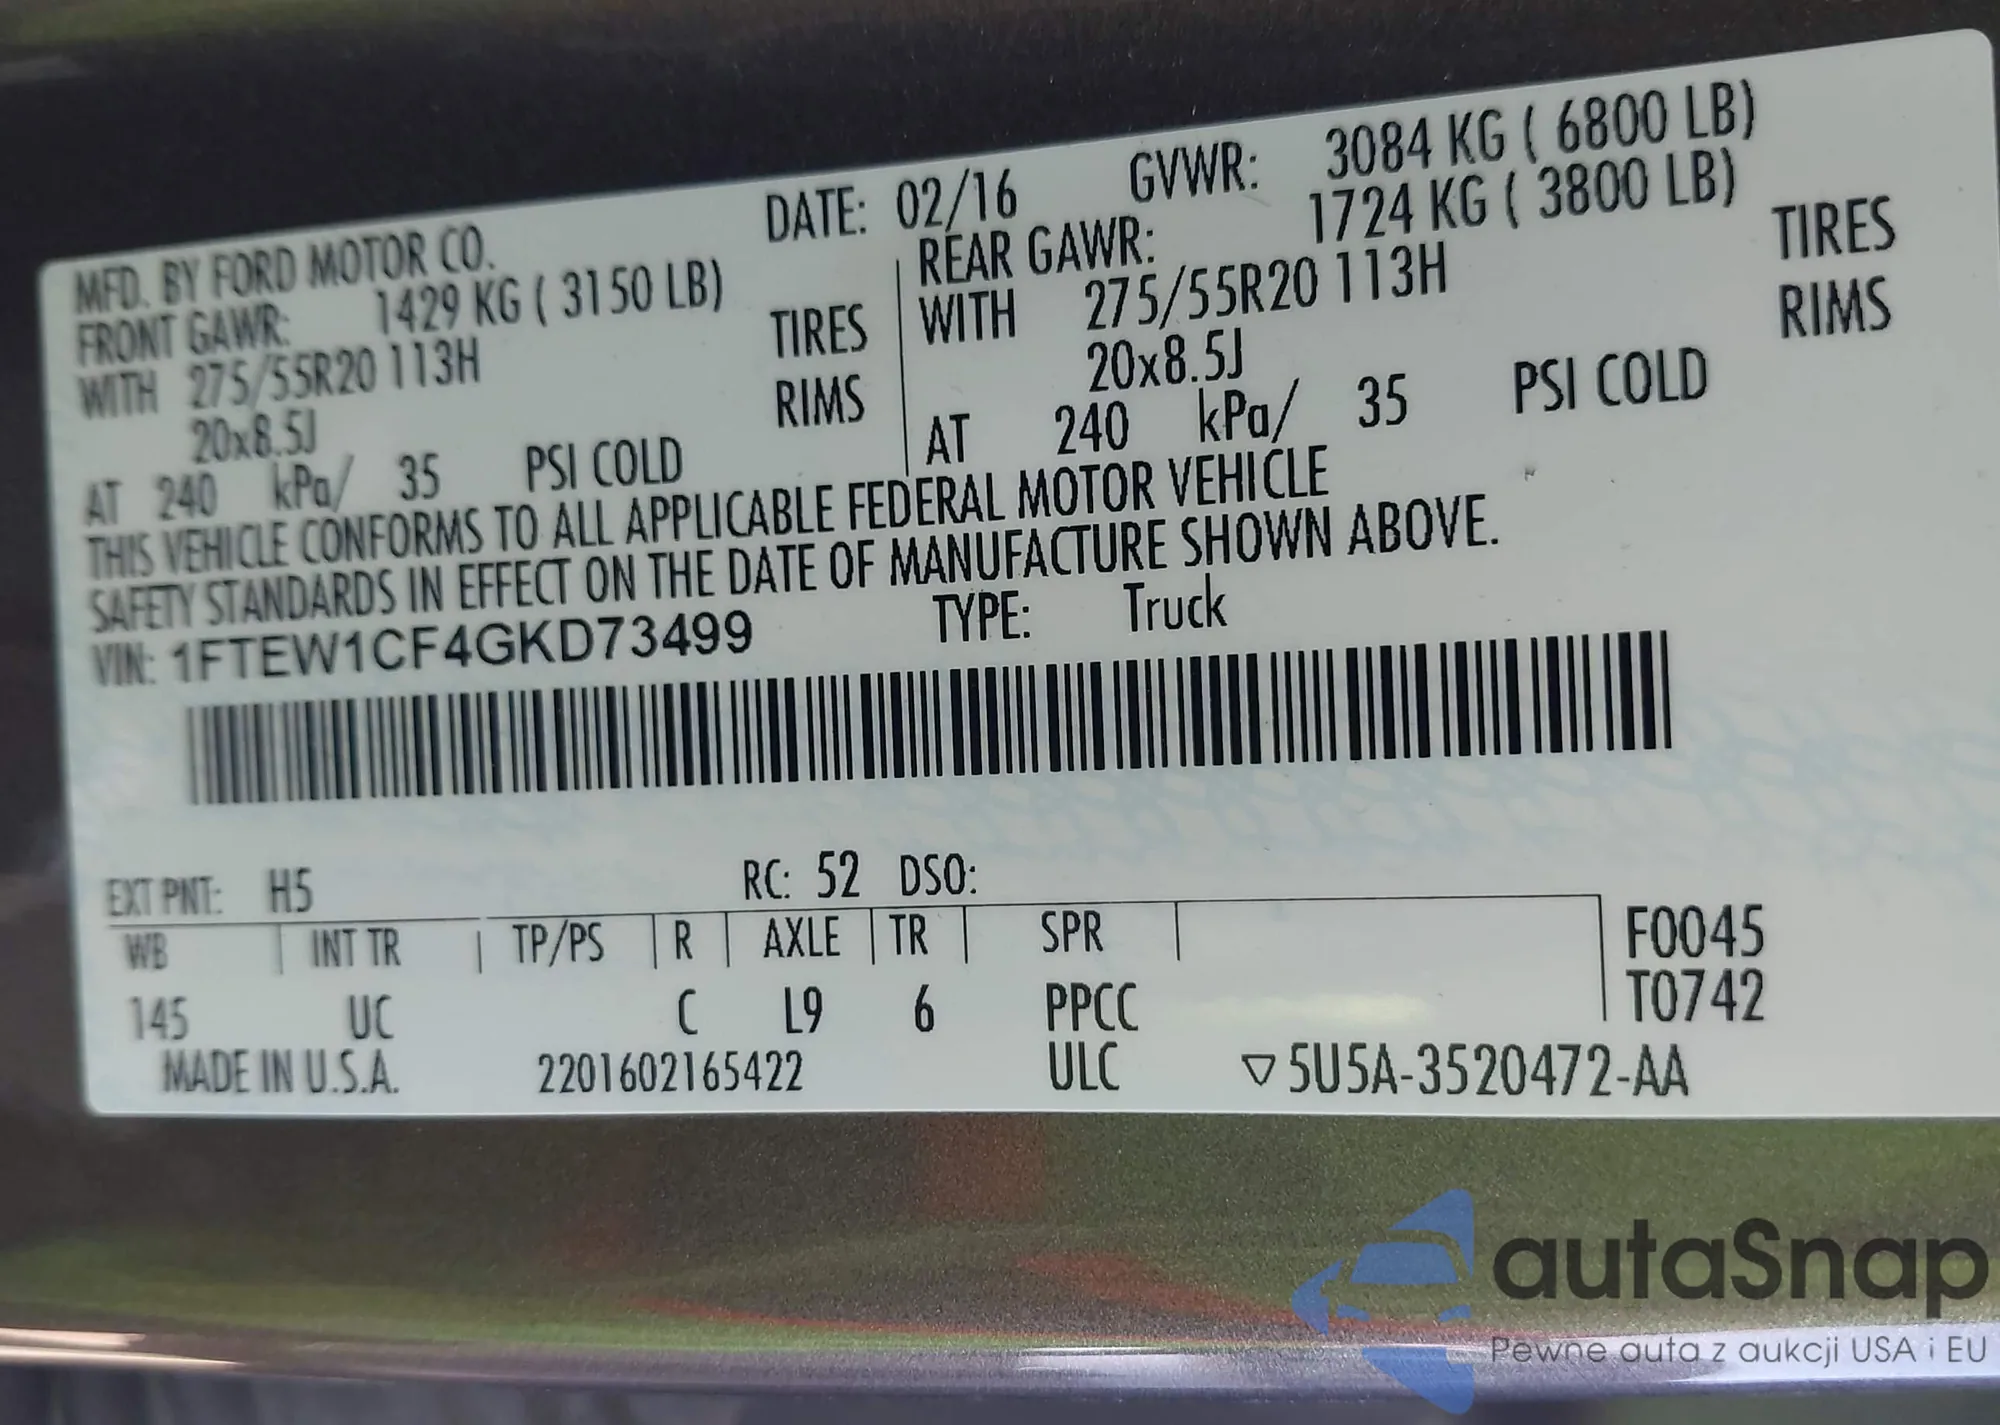 MFD. BY FORD MOTOR CO. DATE: 02/16 GVWR: 3084 KG ( 6800 LB)
FRONT GAWR: 1429 KG ( 3150 LB) REAR GAWR: 1724 KG ( 3800 LB)
WITH 275/55R20 113H TIRES WITH 275/55R20 113H TIRES
20x8.5J RIMS 20x8.5J RIMS
AT 240 kPa/ 35 PSI COLD AT 240 kPa/ 35 PSI COLD
THIS VEHICLE CONFORMS TO ALL APPLICABLE FEDERAL MOTOR VEHICLE
SAFETY STANDARDS IN EFFECT ON THE DATE OF MANUFACTURE SHOWN ABOVE.
VIN: 1FTEW1CF4GKD73499 TYPE: Truck
EXT PNT: H5 RC: 52 DSO:
WB INT TR TP/PS R AXLE TR SPR F0045
145 UC C L9 6 PPCC T0742
MADE IN U.S.A. 2201602165422 ULC ▽5U5A-3520472-AA
autaSnap
Pewne auta z aukcji USA i EU